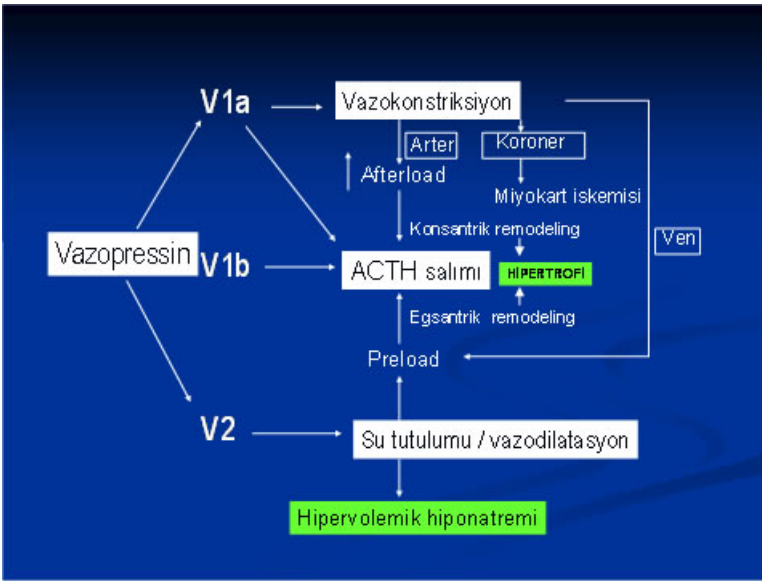 V1a
Vazokonstriksiyon
Arter
Koroner
Afterload
Miyokart iskemisi
Konsantrik remodeling
Ven
Vazopressin
V1b
ACTH salımı
HİPERTROFİ
Egsantrik remodeling
Preload
V2
Su tutulumu / vazodilatasyon
Hipervolemik hiponatremi